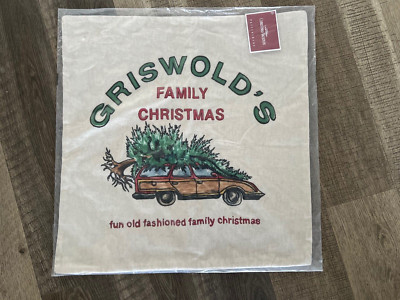 GRISWOLD'S
FAMILY
CHRISTMAS
fun old fashioned family christmas